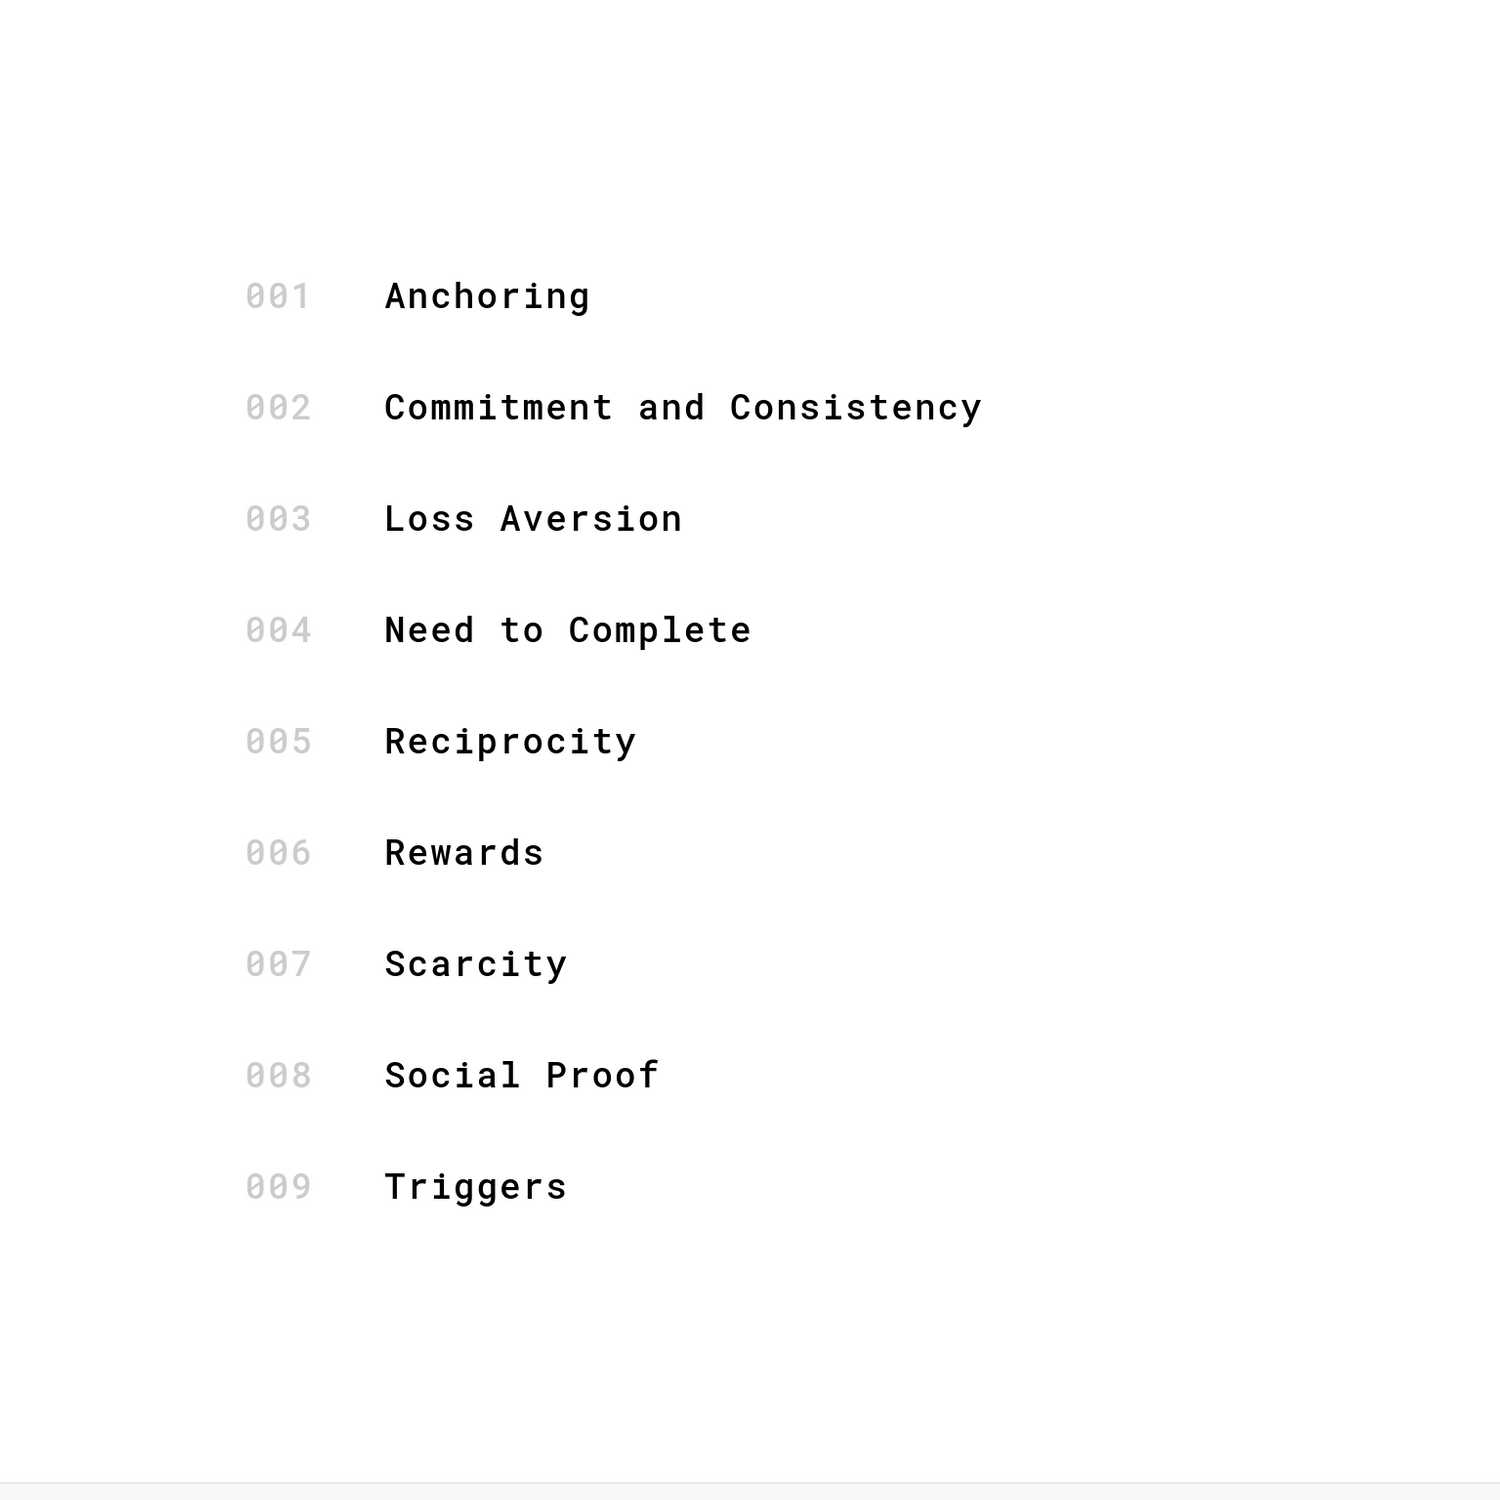 001 Anchoring
002 Commitment and Consistency
003 Loss Aversion
004 Need to Complete
005 Reciprocity
006 Rewards
007 Scarcity
008 Social Proof
009 Triggers